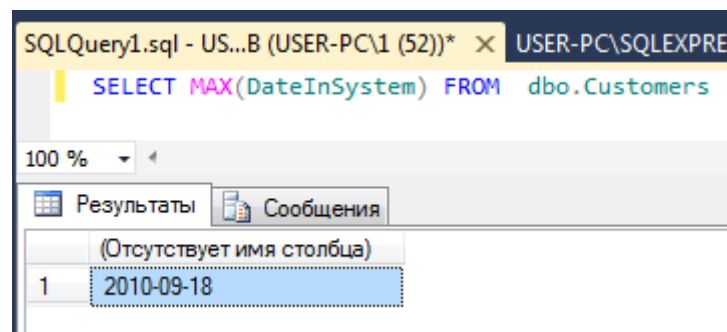 SQLQuery1.sql - US...B (USER-PC\1 (52))* × USER-PC\SQLEXPRE
SELECT MAX(DateInSystem) FROM dbo.Customers
100 %
Результаты Сообщения
(Отсутствует имя столбца)
1 2010-09-18